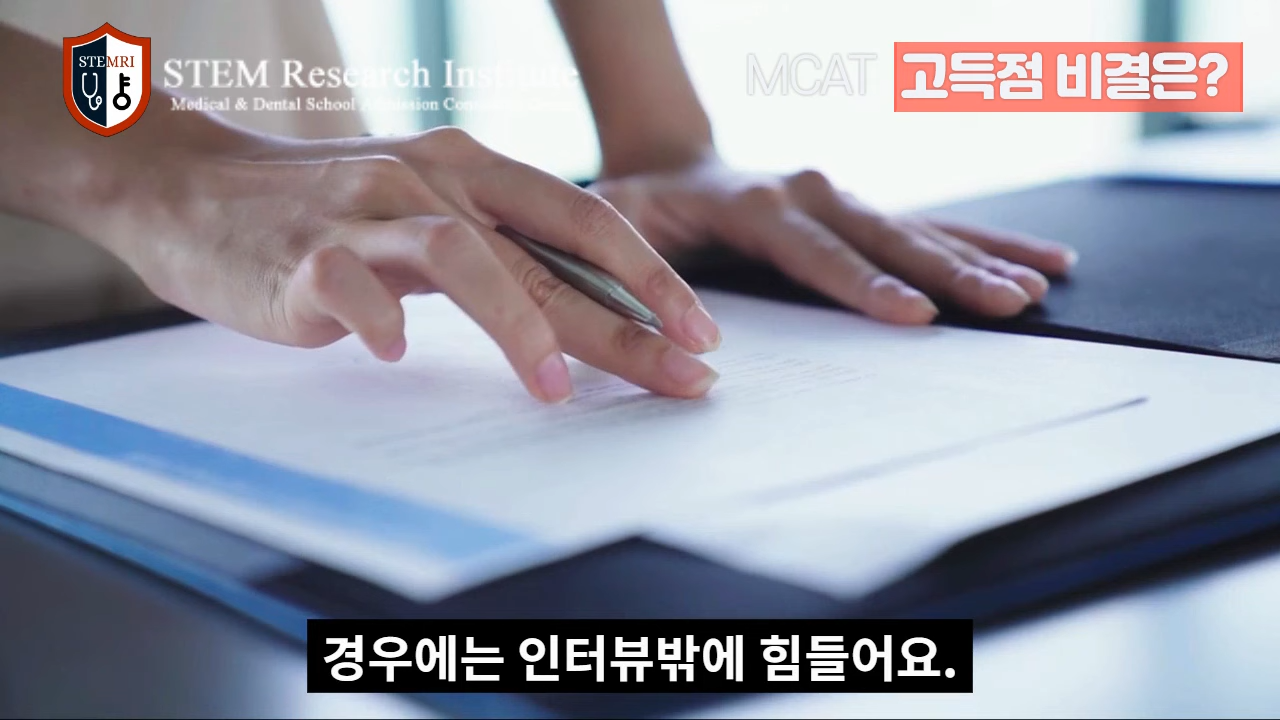 STEMRI
STEM Research Institute
Medical & Dental School Admission
MCAT 고득점 비결은?
경우에는 인터뷰밖에 힘들어요.